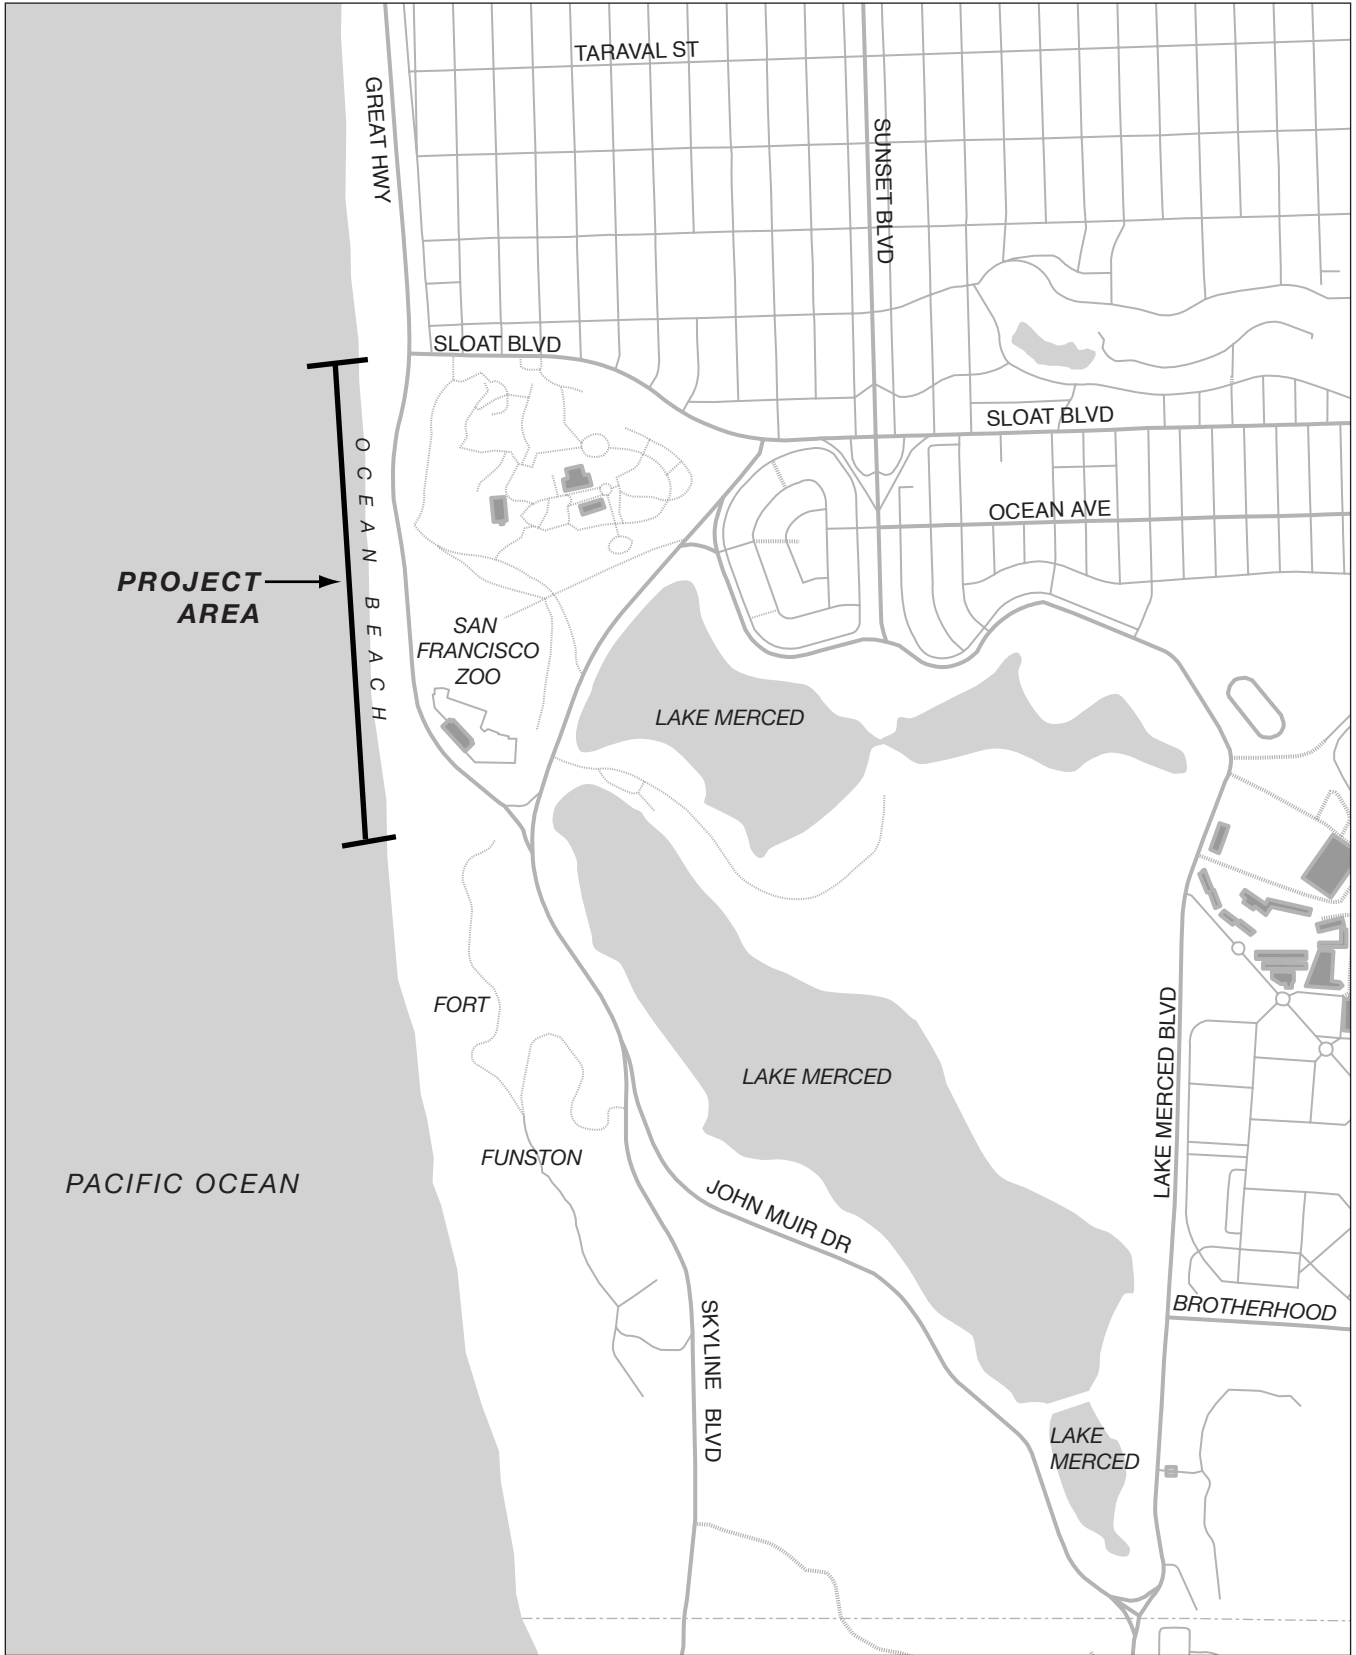 TARAVAL ST
GREAT HWY
SUNSET BLVD
SLOAT BLVD
SLOAT BLVD
OCEAN BEACH
OCEAN AVE
PROJECT
AREA
SAN
FRANCISCO
ZOO
LAKE MERCED
FORT
LAKE MERCED BLVD
LAKE MERCED
FUNSTON
PACIFIC OCEAN
JOHN MUIR DR
SKYLINE BLVD
BROTHERHOOD
LAKE
MERCED